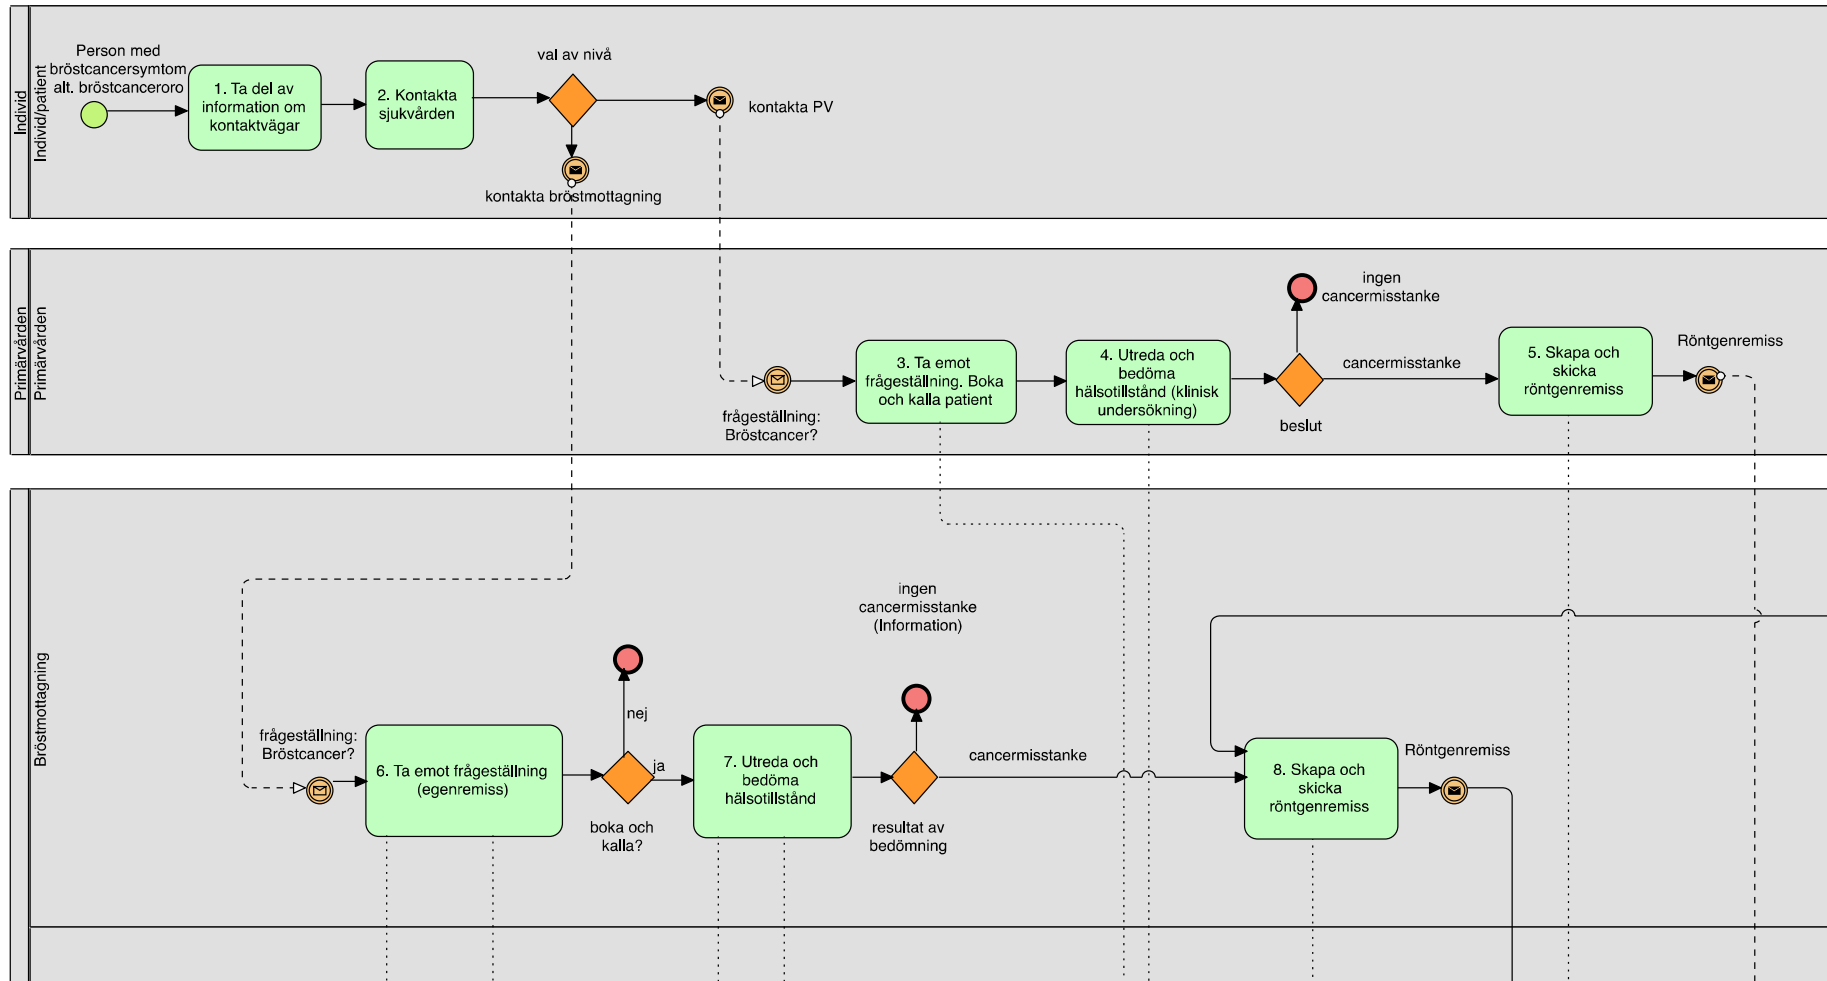 Individ
Individ/patient
Person med
bröstcancersymtom
alt. bröstcanceroro
1. Ta del av
information om
kontaktvägar
2. Kontakta
sjukvården
val av nivå
kontakta PV
kontakta bröstmottagning
Primärvården
Primärvården
frågeställning:
Bröstcancer?
3. Ta emot
frågeställning. Boka
och kalla patient
4. Utreda och
bedöma
hälsotillstånd (klinisk
undersökning)
beslut
ingen
cancermisstanke
cancermisstanke
5. Skapa och
skicka
röntgenremiss
Röntgenremiss
Bröstmottagning
frågeställning:
Bröstcancer?
6. Ta emot frågeställning
(egenremiss)
nej
ja
boka och
kalla?
7. Utreda och
bedöma
hälsotillstånd
ingen
cancermisstanke
(Information)
resultat av
bedömning
cancermisstanke
8. Skapa och
skicka
röntgenremiss
Röntgenremiss